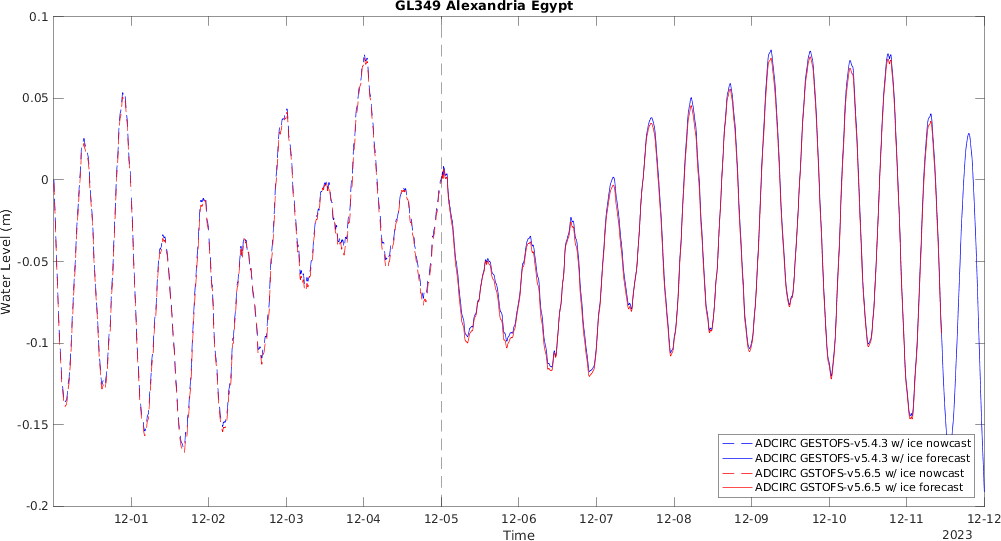 GL349 Alexandria Egypt
0.1
0.05
0
-0.05
-0.1
-0.15
-0.2
Water Level (m)
12-01
12-02
12-03
12-04
12-05
12-06
12-07
12-08
12-09
12-10
12-11
12-12
Time
2023
ADCIRC GESTOFS-v5.4.3 w/ ice nowcast
ADCIRC GESTOFS-v5.4.3 w/ ice forecast
ADCIRC GSTOFS-v5.6.5 w/ ice nowcast
ADCIRC GSTOFS-v5.6.5 w/ ice forecast